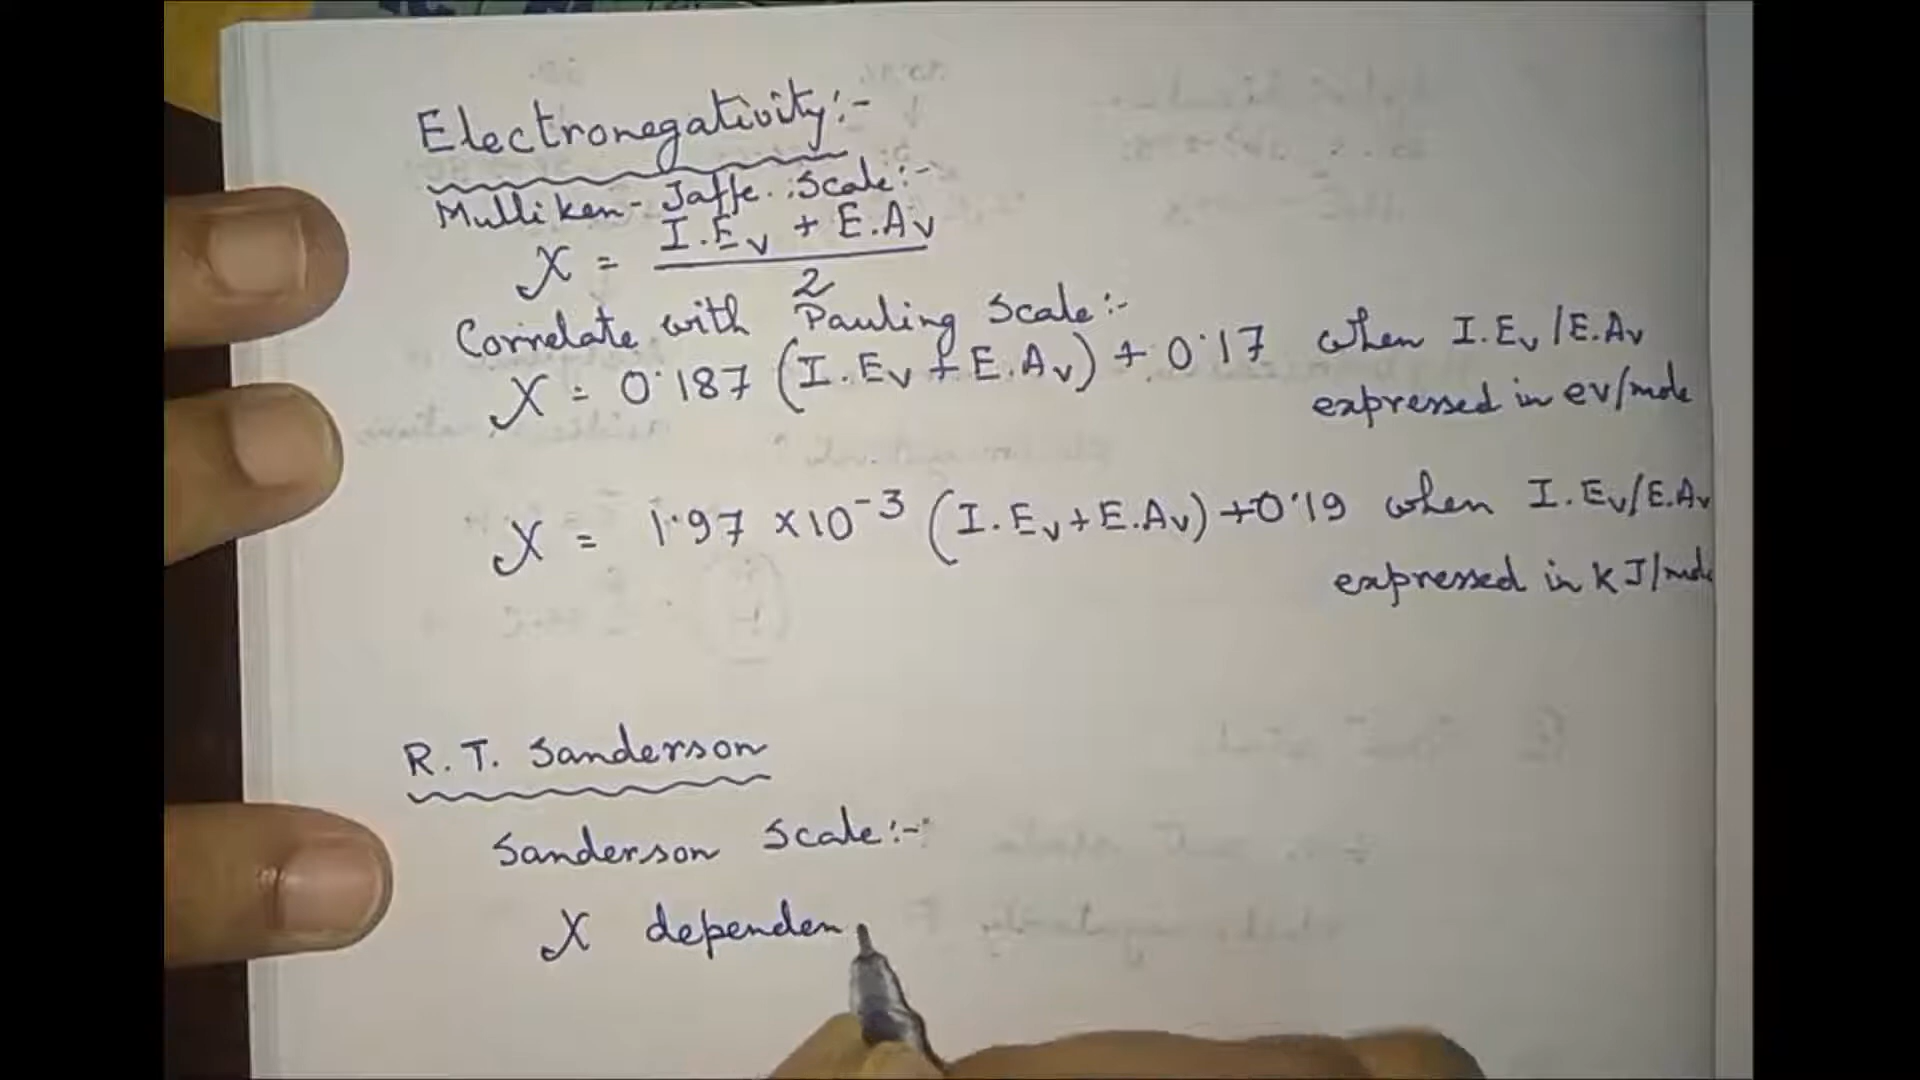 Electronegativity:-
Mulliken-Jaffe Scale:-
X = I.Ev + E.Av / 2
Correlate with Pauling Scale:-
X = 0.187 (I.Ev + E.Av) + 0.17 when I.Ev/E.Av
expressed in ev/mole
X = 1.97 x10^-3 (I.Ev+E.Av)+0.19 when I.Ev/E.Av
expressed in kJ/mole
R.T. Sanderson
Sanderson Scale:-
X dependen